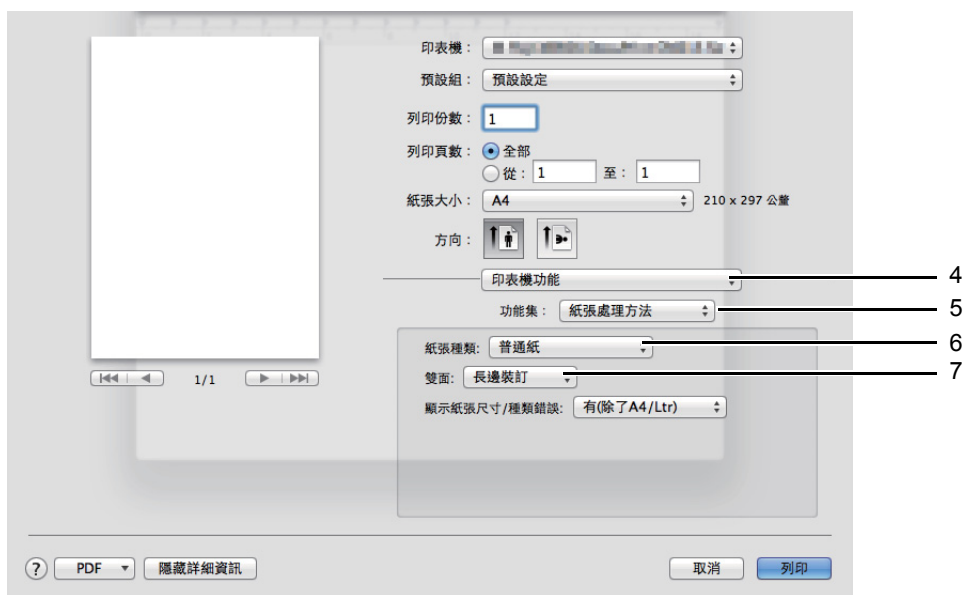 印表機：
預設組： 預設設定
列印份數： 1
列印頁數： 全部
從： 1 至： 1
紙張大小： A4 210 x 297 公釐
方向：
印表機功能 4
功能集： 紙張處理方法 5
紙張種類: 普通紙 6
1/1 雙面: 長邊裝訂 7
顯示紙張尺寸/種類錯誤: 有(除了A4/Ltr)
? PDF 隱藏詳細資訊 取消 列印